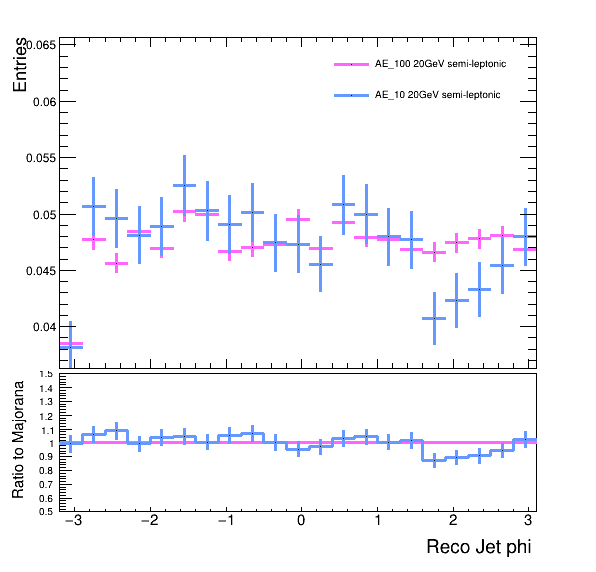 Entries
0.065
0.06
0.055
0.05
0.045
0.04
AE_100 20GeV semi-leptonic
AE_10 20GeV semi-leptonic
Ratio to Majorana
1.5
1.4
1.3
1.2
1.1
1
0.9
0.8
0.7
0.6
0.5
−3 −2 −1 0 1 2 3
Reco Jet phi